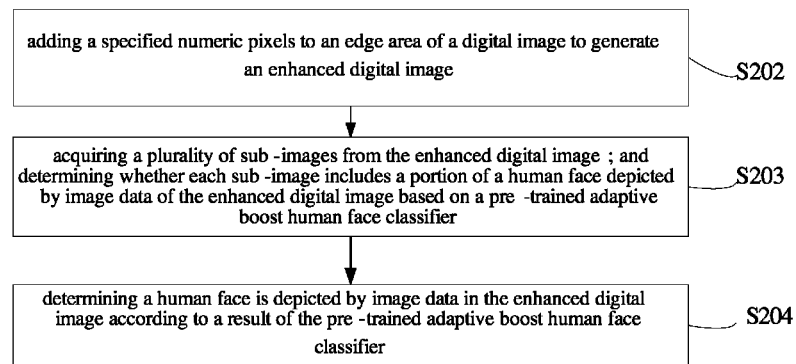 adding a specified numeric pixels to an edge area of a digital image to generate
an enhanced digital image
S202
acquiring a plurality of sub -images from the enhanced digital image ; and
determining whether each sub -image includes a portion of a human face depicted
by image data of the enhanced digital image based on a pre -trained adaptive
boost human face classifier
S203
determining a human face is depicted by image data in the enhanced digital
image according to a result of the pre -trained adaptive boost human face
classifier
S204